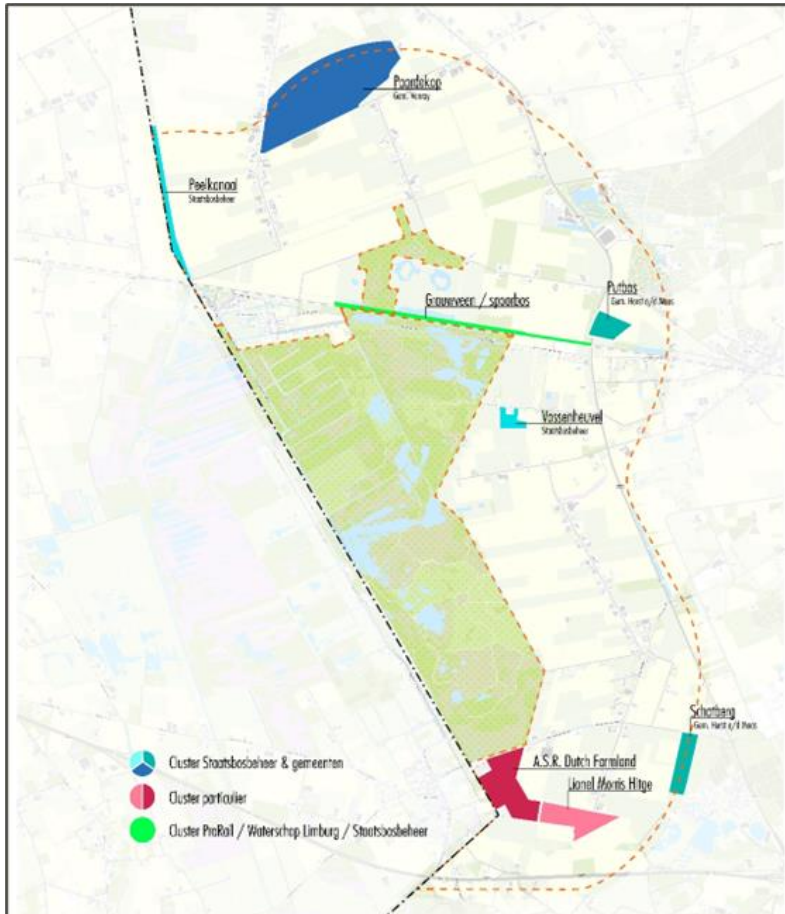 Paardekop
Gem. Venray
Peelkanaal
Staatsbosbeheer
Putbos
Gem. Horst a/d Maas
Grauwveen / spoorbos
Vossenheuvel
Staatsbosbeheer
Schatberg
Gem. Horst a/d Maas
A.S.R. Dutch Farmland
Lionel Morris Hitge
Cluster Staatsbosbeheer & gemeenten
Cluster particulier
Cluster ProRail / Waterschap Limburg / Staatsbosbeheer